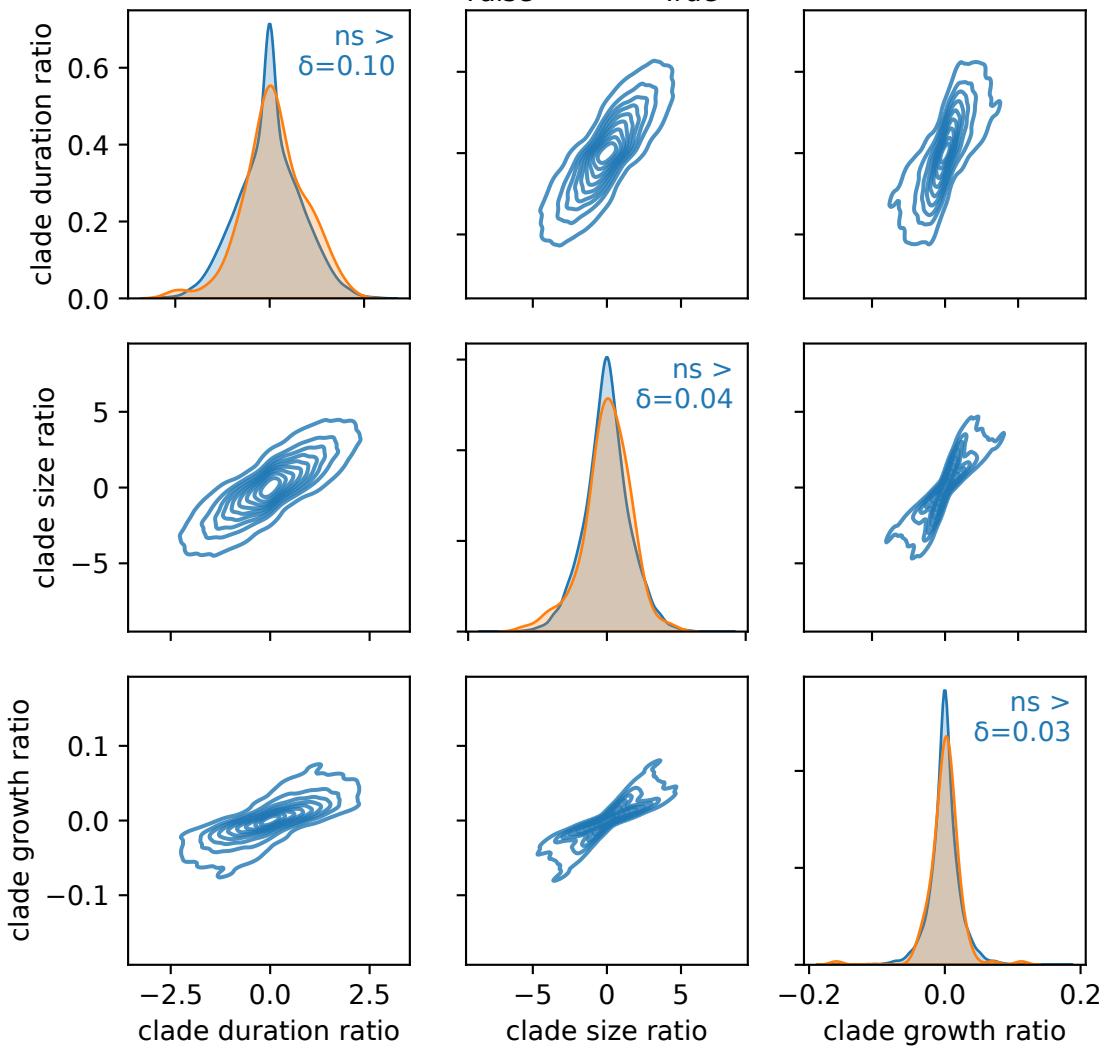 clade duration ratio
0.6
0.4
0.2
0.0
ns >
δ=0.10
clade size ratio
5
0
−5
ns >
δ=0.04
clade growth ratio
0.1
0.0
−0.1
ns >
δ=0.03
−2.5 0.0 2.5
−5 0 5
−0.2 0.0 0.2
clade duration ratio
clade size ratio
clade growth ratio